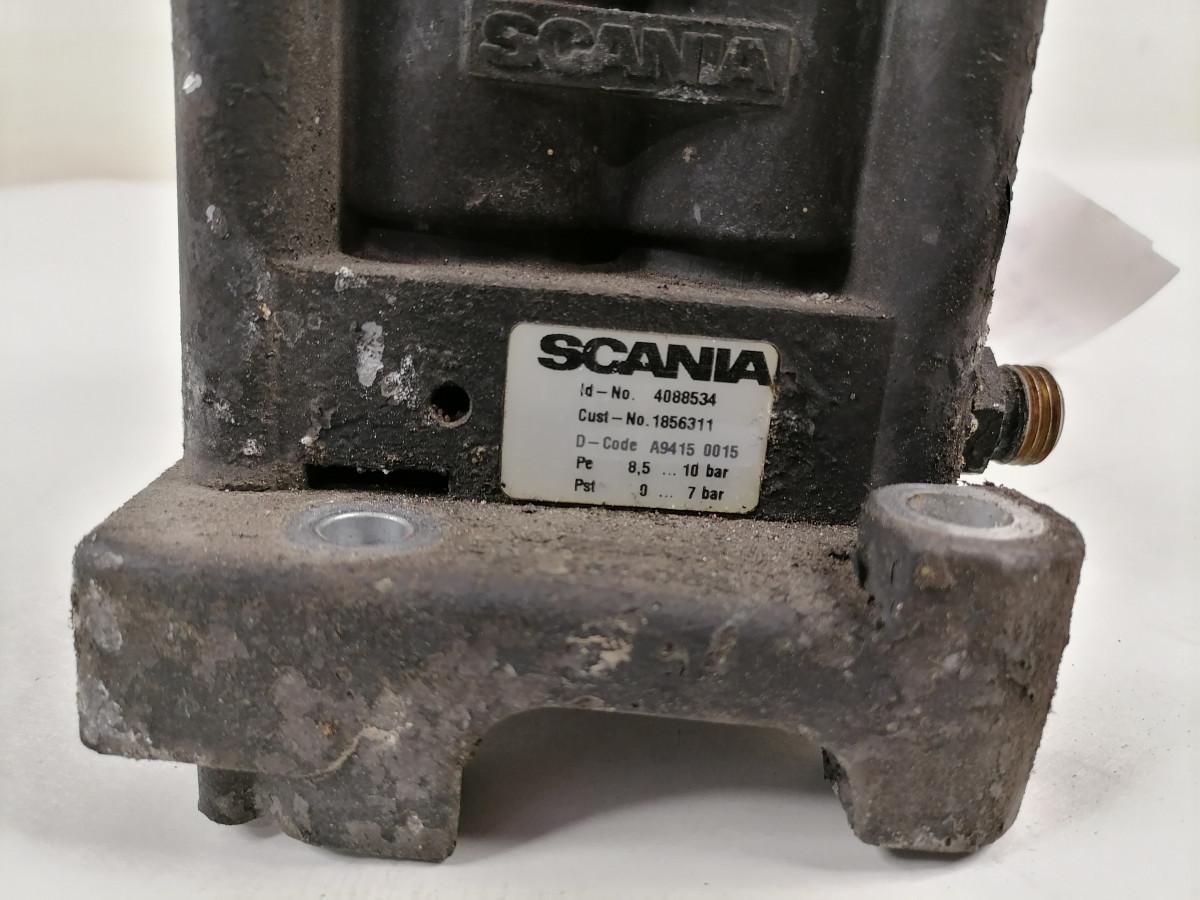 SCANIA
SCANIA
Id-No. 4088534
Cust-No. 1856311
D-Code A9415 0015
Pe 8,5 ... 10 bar
Pst 0 ... 7 bar